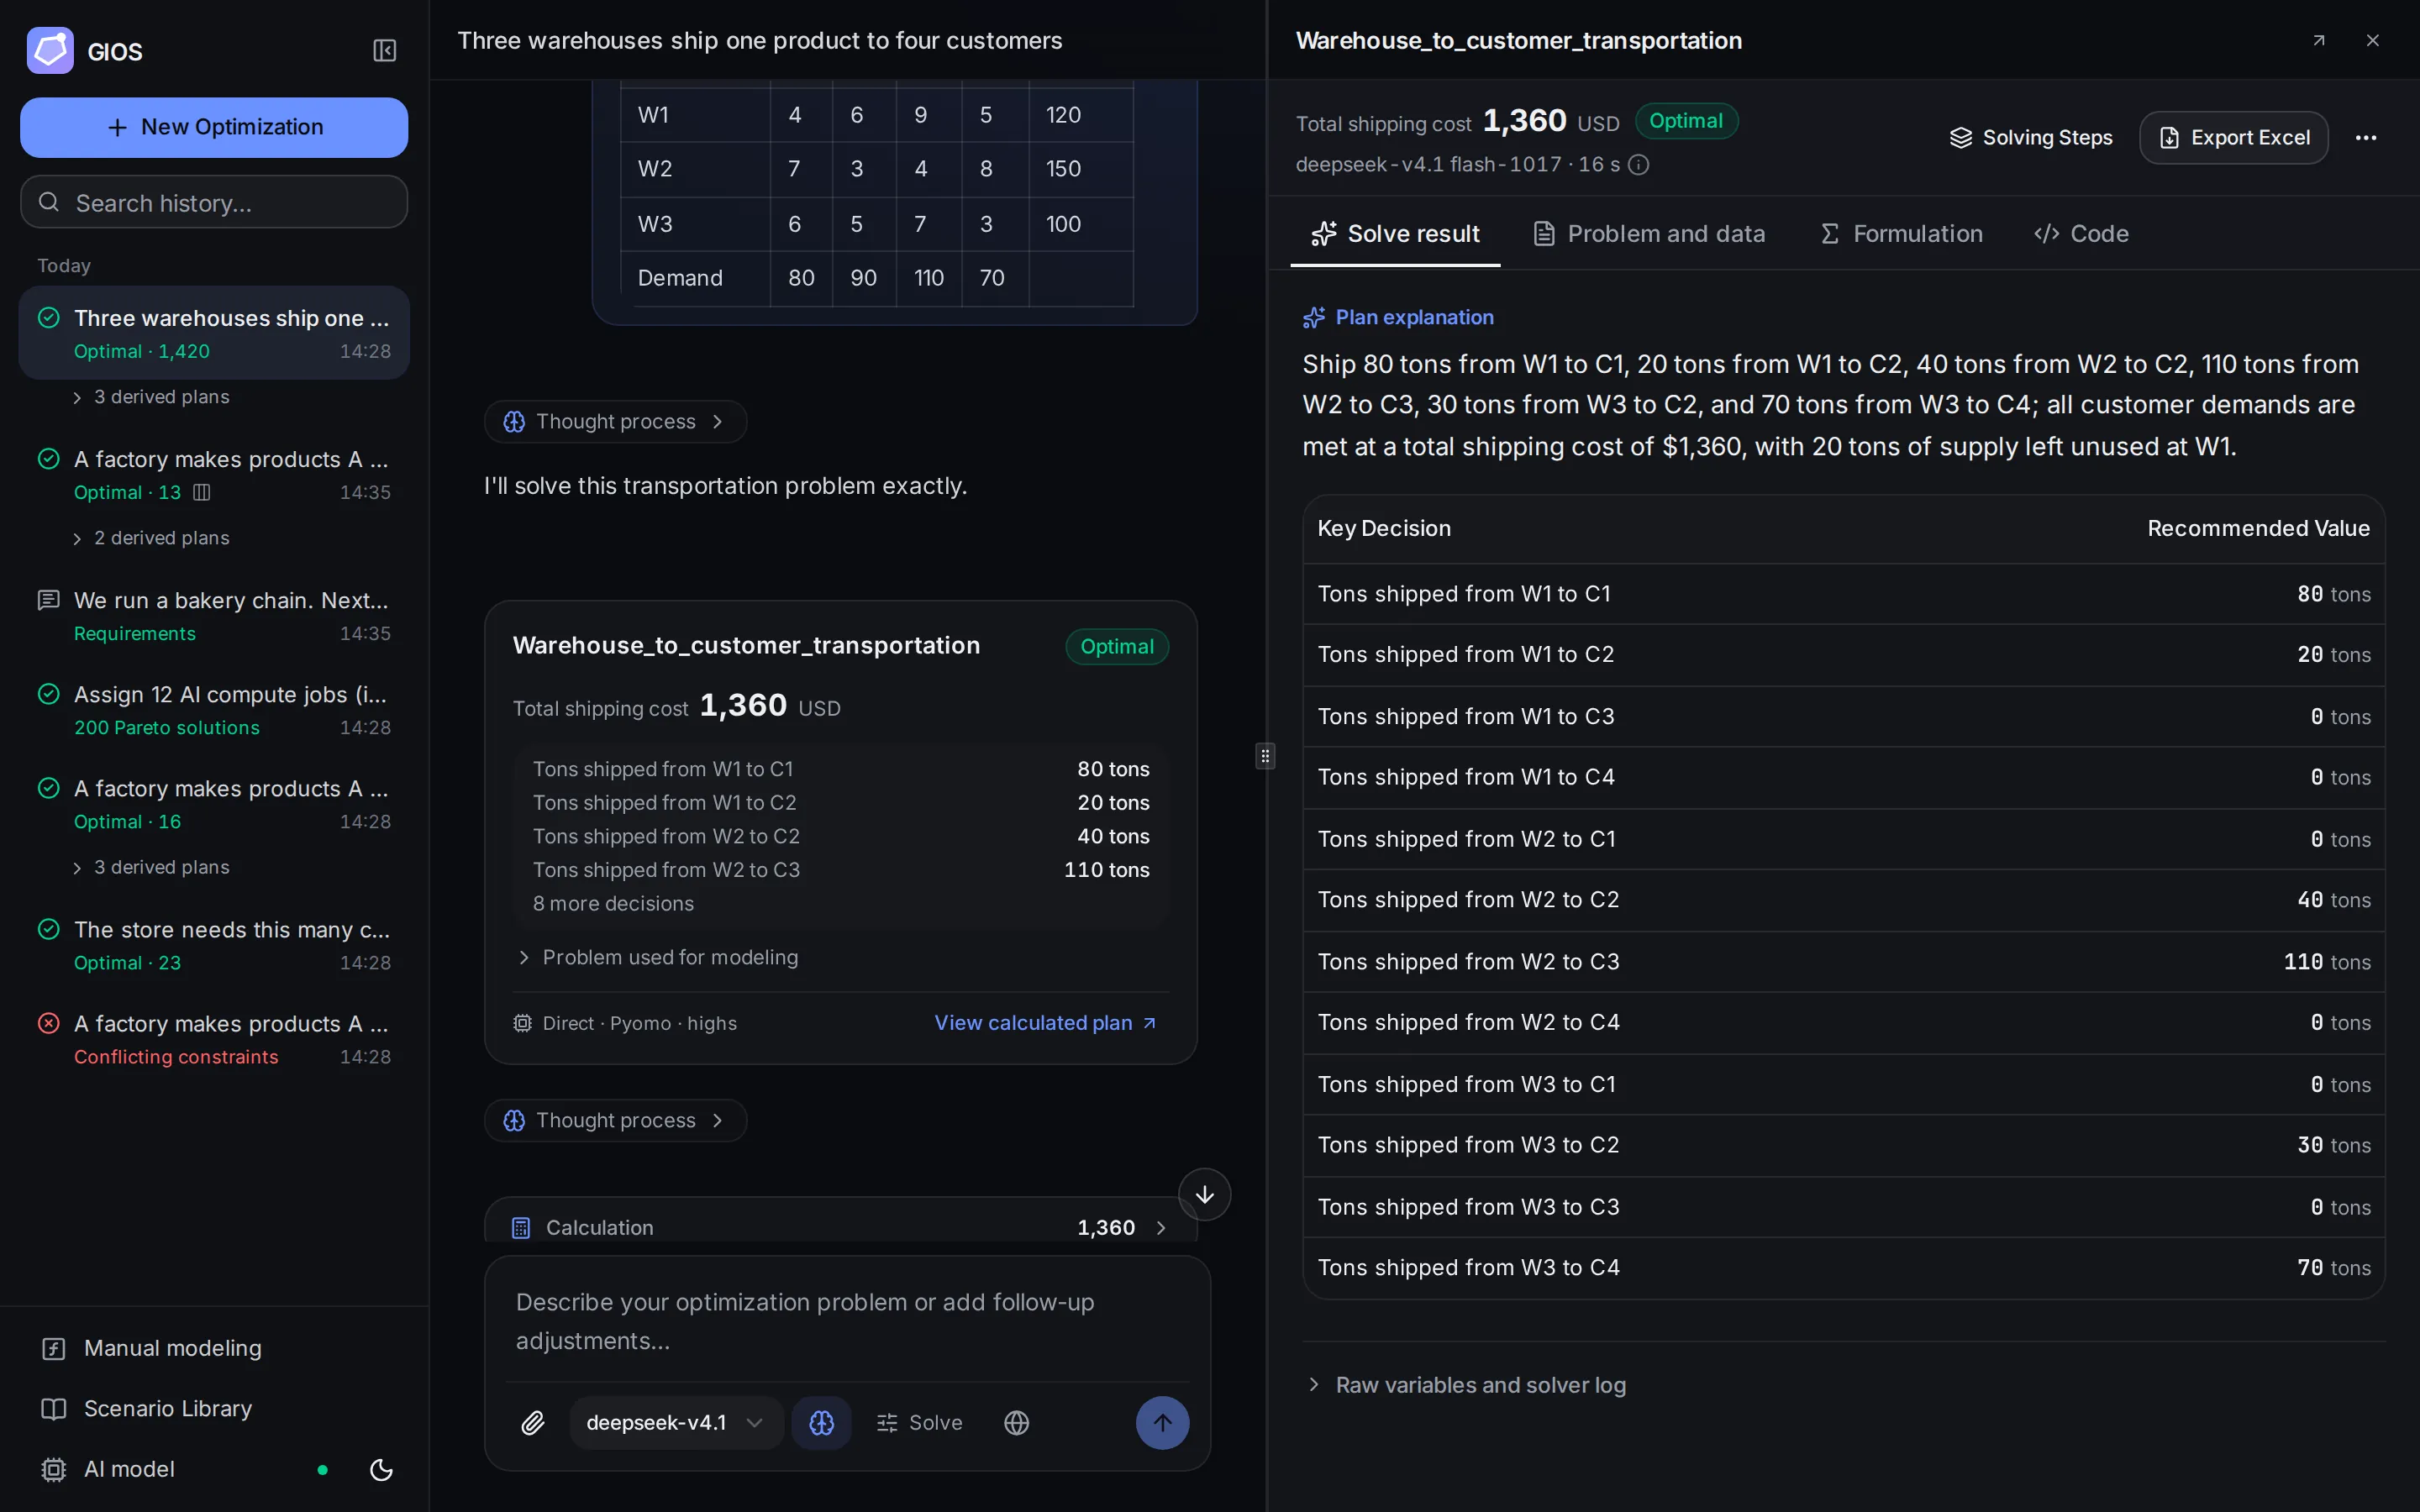 GIOS
New Optimization
Search history...
Today
Three warehouses ship one ...
Optimal · 1,420 14:28
3 derived plans
A factory makes products A ...
Optimal · 13 14:35
2 derived plans
We run a bakery chain. Next...
Requirements 14:35
Assign 12 AI compute jobs (i...
200 Pareto solutions 14:28
A factory makes products A ...
Optimal · 16 14:28
3 derived plans
The store needs this many c...
Optimal · 23 14:28
A factory makes products A ...
Conflicting constraints 14:28
Manual modeling
Scenario Library
AI model
Three warehouses ship one product to four customers
W1 4 6 9 5 120
W2 7 3 4 8 150
W3 6 5 7 3 100
Demand 80 90 110 70
Thought process
I'll solve this transportation problem exactly.
Warehouse_to_customer_transportation Optimal
Total shipping cost 1,360 USD
Tons shipped from W1 to C1 80 tons
Tons shipped from W1 to C2 20 tons
Tons shipped from W2 to C2 40 tons
Tons shipped from W2 to C3 110 tons
8 more decisions
Problem used for modeling
Direct · Pyomo · highs View calculated plan
Thought process
Calculation 1,360
Describe your optimization problem or add follow-up
adjustments...
deepseek-v4.1 Solve
Warehouse_to_customer_transportation
Total shipping cost 1,360 USD Optimal
deepseek-v4.1 flash-1017 · 16 s
Solving Steps Export Excel
Solve result Problem and data Formulation Code
Plan explanation
Ship 80 tons from W1 to C1, 20 tons from W1 to C2, 40 tons from W2 to C2, 110 tons from
W2 to C3, 30 tons from W3 to C2, and 70 tons from W3 to C4; all customer demands are
met at a total shipping cost of $1,360, with 20 tons of supply left unused at W1.
Key Decision Recommended Value
Tons shipped from W1 to C1 80 tons
Tons shipped from W1 to C2 20 tons
Tons shipped from W1 to C3 0 tons
Tons shipped from W1 to C4 0 tons
Tons shipped from W2 to C1 0 tons
Tons shipped from W2 to C2 40 tons
Tons shipped from W2 to C3 110 tons
Tons shipped from W2 to C4 0 tons
Tons shipped from W3 to C1 0 tons
Tons shipped from W3 to C2 30 tons
Tons shipped from W3 to C3 0 tons
Tons shipped from W3 to C4 70 tons
Raw variables and solver log